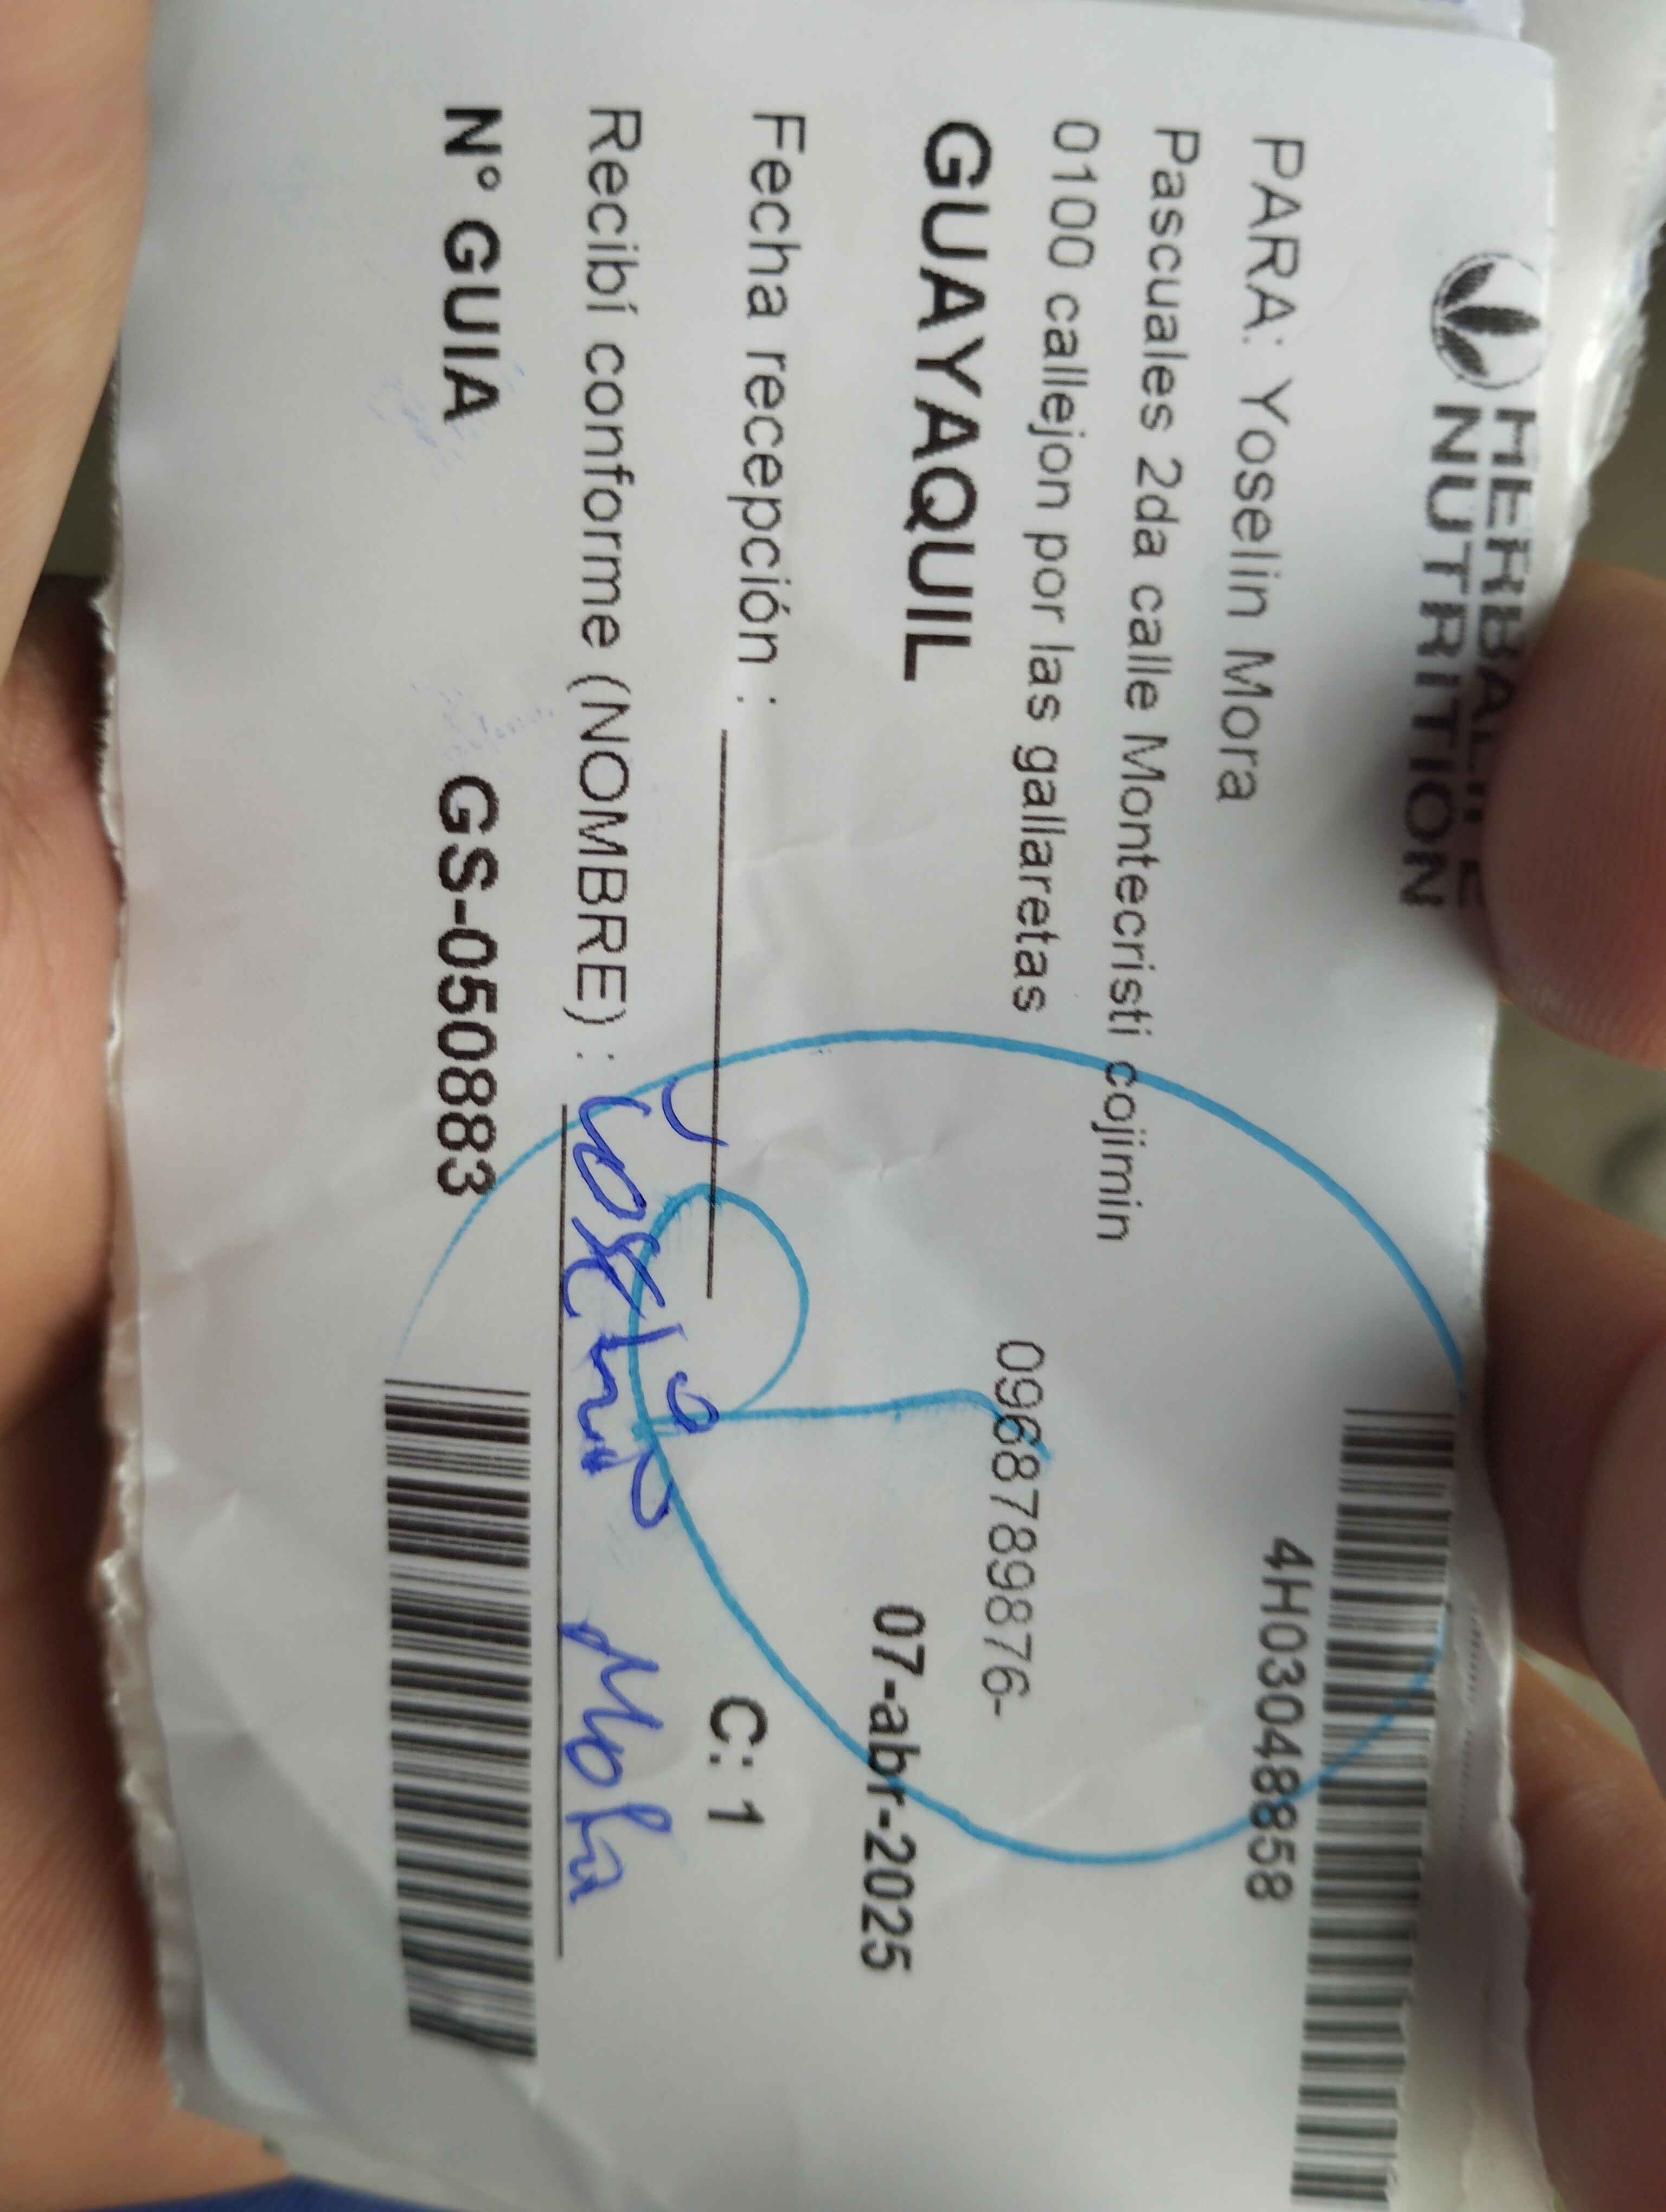 HERBALIFE
NUTRITION
4H03048858
PARA: Yoselin Mora
Pascuales 2da calle Montecristi cojimin
0100 callejon por las gallaretas
0968789876-
GUAYAQUIL
07-abr-2025
Fecha recepción :
C: 1
Recibí conforme (NOMBRE) : Yoselin Mora
N° GUIA GS-050883